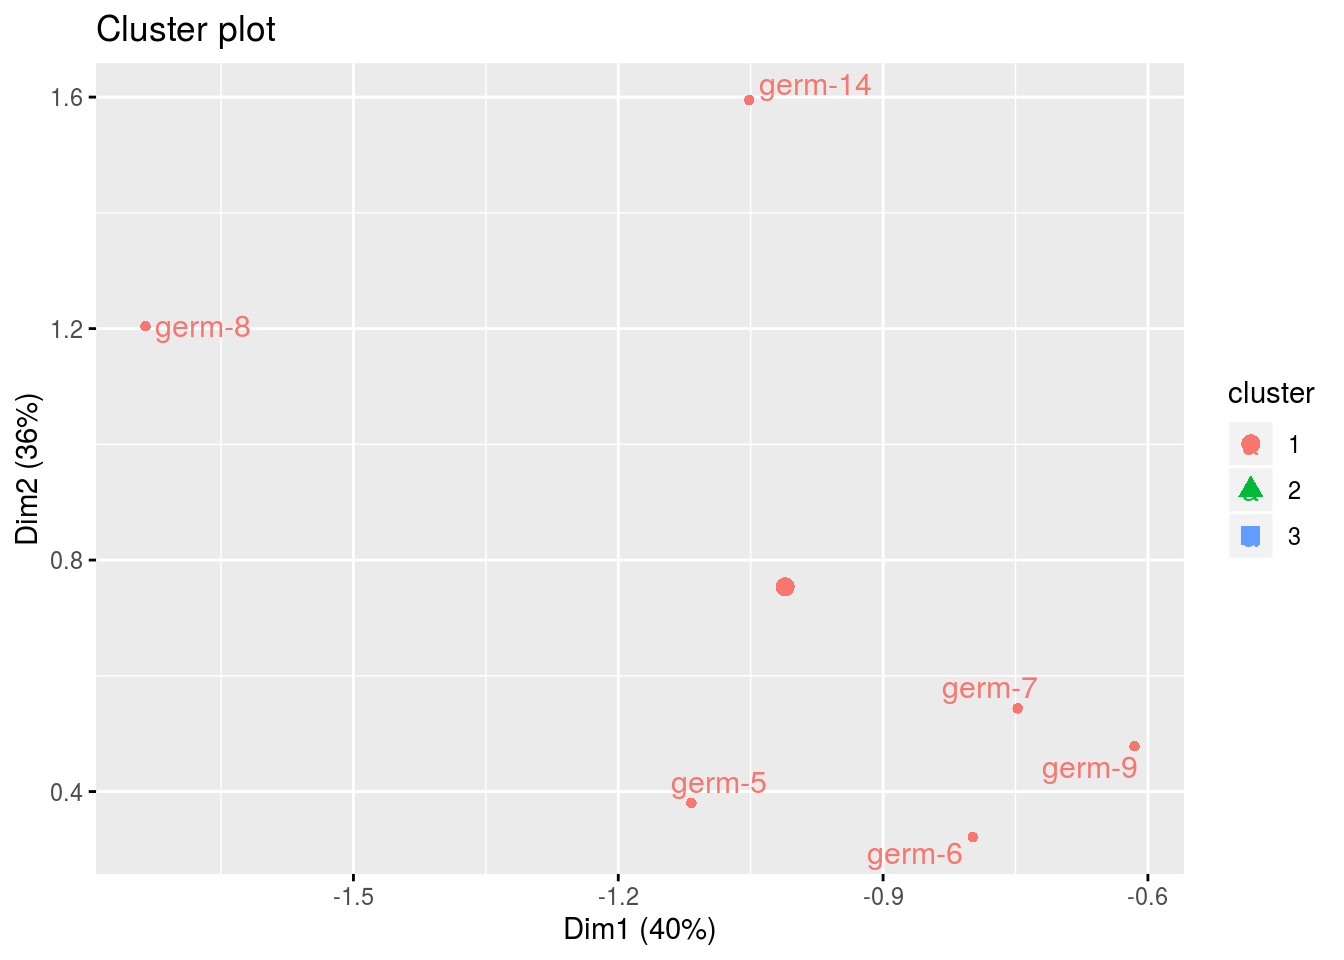 Cluster plot
germ-14
germ-8
germ-7
germ-9
germ-5
germ-6
1.6
1.2
0.8
0.4
Dim2 (36%)
-1.5
-1.2
-0.9
-0.6
Dim1 (40%)
cluster
1
2
3